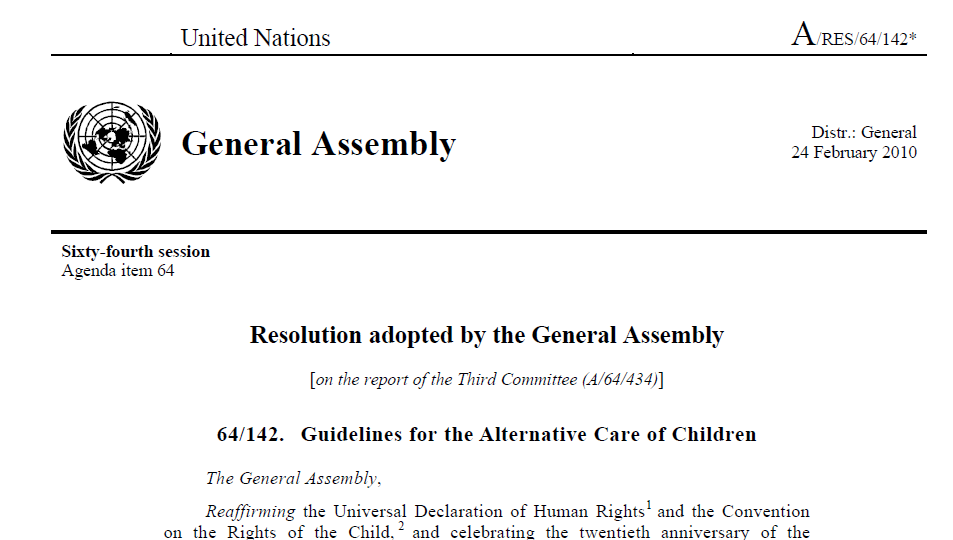 United Nations
A/RES/64/142*
General Assembly
Distr.: General
24 February 2010
Sixty-fourth session
Agenda item 64
Resolution adopted by the General Assembly
[on the report of the Third Committee (A/64/434)]
64/142. Guidelines for the Alternative Care of Children
The General Assembly,
Reaffirming the Universal Declaration of Human Rights1 and the Convention
on the Rights of the Child,2 and celebrating the twentieth anniversary of the